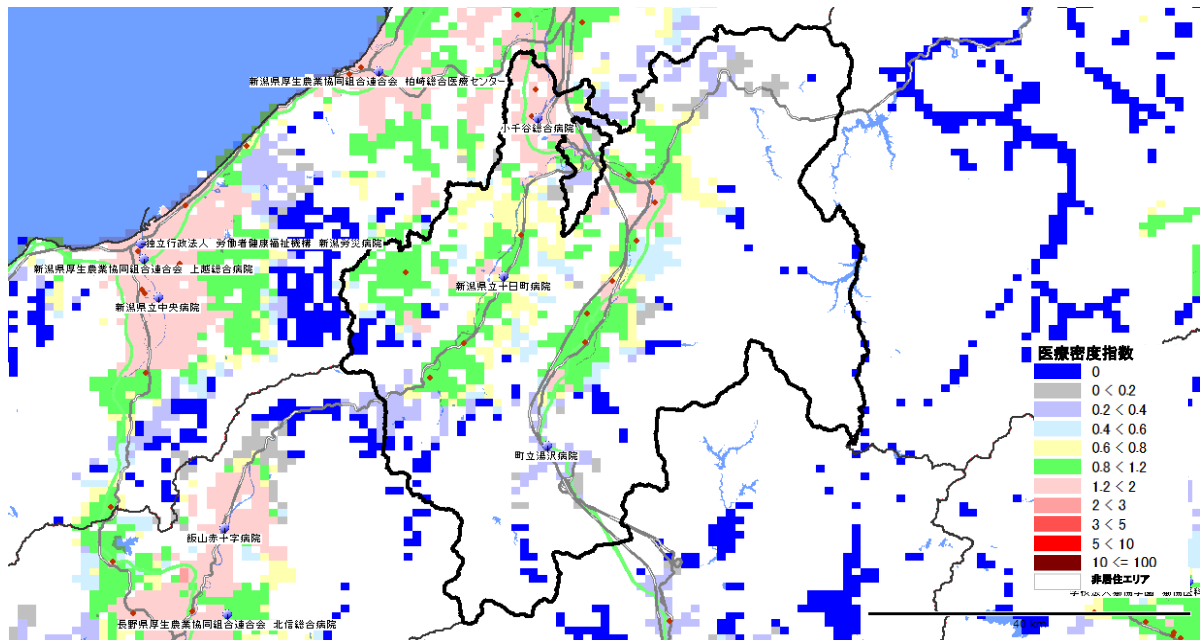 新潟県厚生農業協同組合連合会 柏崎総合医療センター
小千谷総合病院
独立行政法人 労働者健康福祉機構 新潟労災病院
新潟県厚生農業協同組合連合会 上越総合病院
新潟県立十日町病院
新潟県立中央病院
町立湯沢病院
飯山赤十字病院
長野県厚生農業協同組合連合会 北信総合病院
医療密度指数
0
0 < 0.2
0.2 < 0.4
0.4 < 0.6
0.6 < 0.8
0.8 < 1.2
1.2 < 2
2 < 3
3 < 5
5 < 10
10 <= 100
非居住エリア
40 km